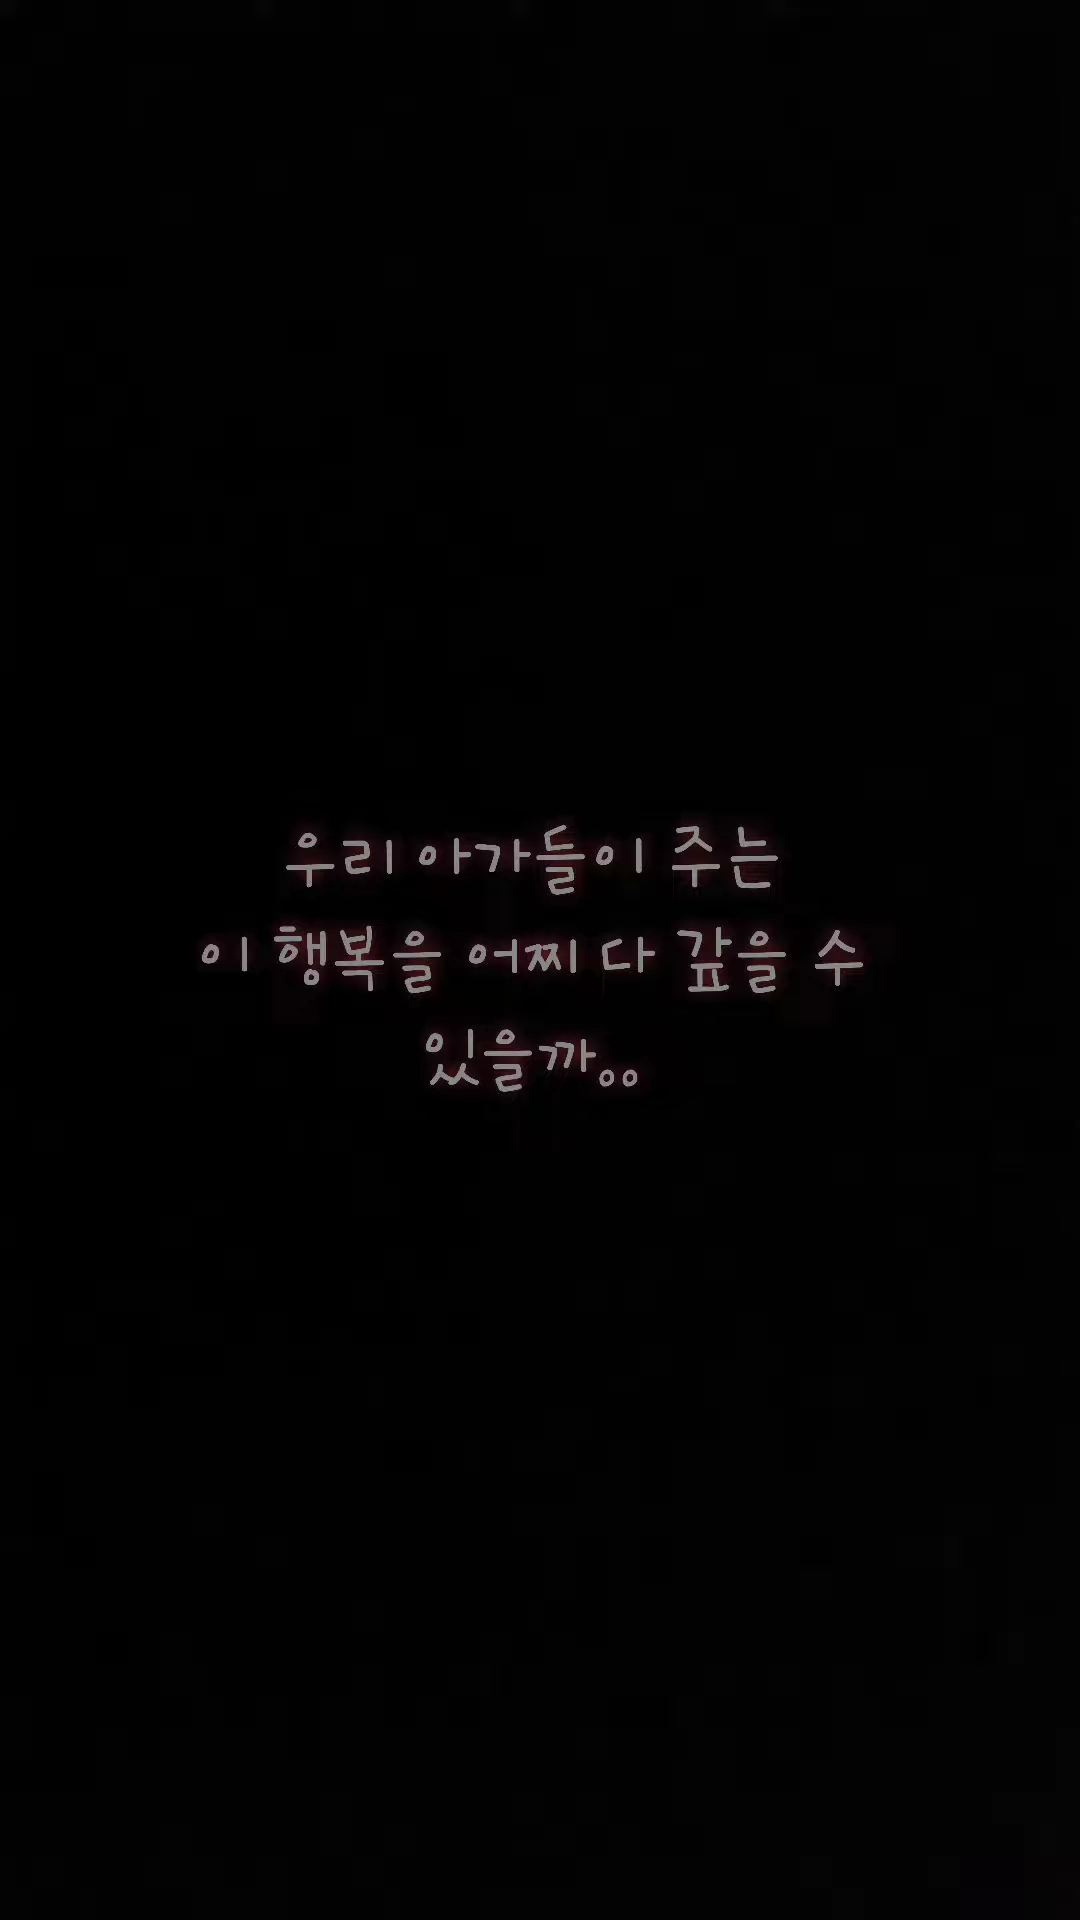 우리 아가들이 주는
이 행복을 어찌 다 갚을 수
있을까。。